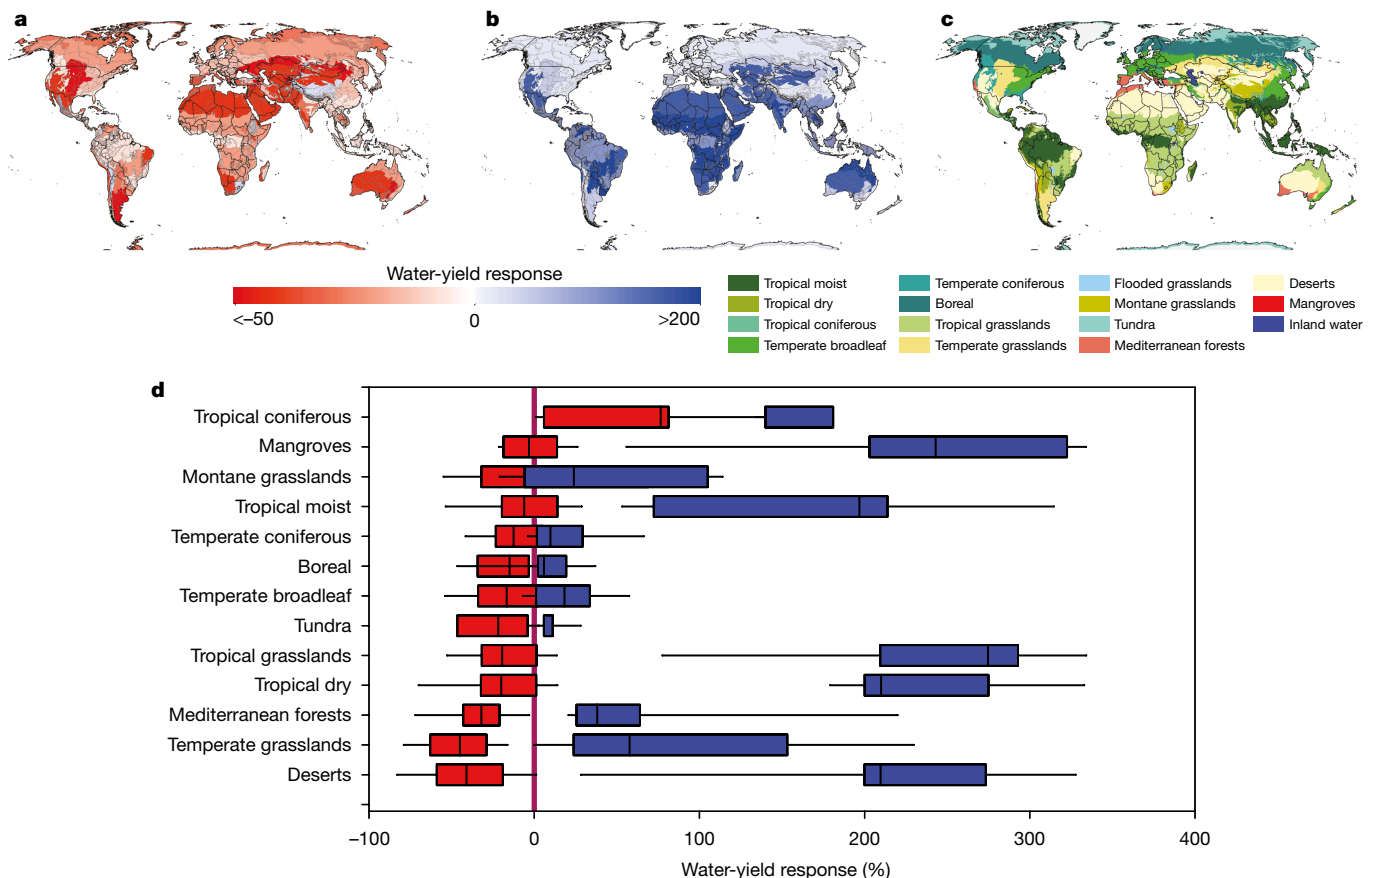 a
b
c
Water-yield response
<–50
0
>200
Tropical moist
Tropical dry
Tropical coniferous
Temperate broadleaf
Temperate coniferous
Boreal
Tropical grasslands
Temperate grasslands
Flooded grasslands
Montane grasslands
Tundra
Mediterranean forests
Deserts
Mangroves
Inland water
d
Tropical coniferous
Mangroves
Montane grasslands
Tropical moist
Temperate coniferous
Boreal
Temperate broadleaf
Tundra
Tropical grasslands
Tropical dry
Mediterranean forests
Temperate grasslands
Deserts
–100
0
100
200
300
400
Water-yield response (%)